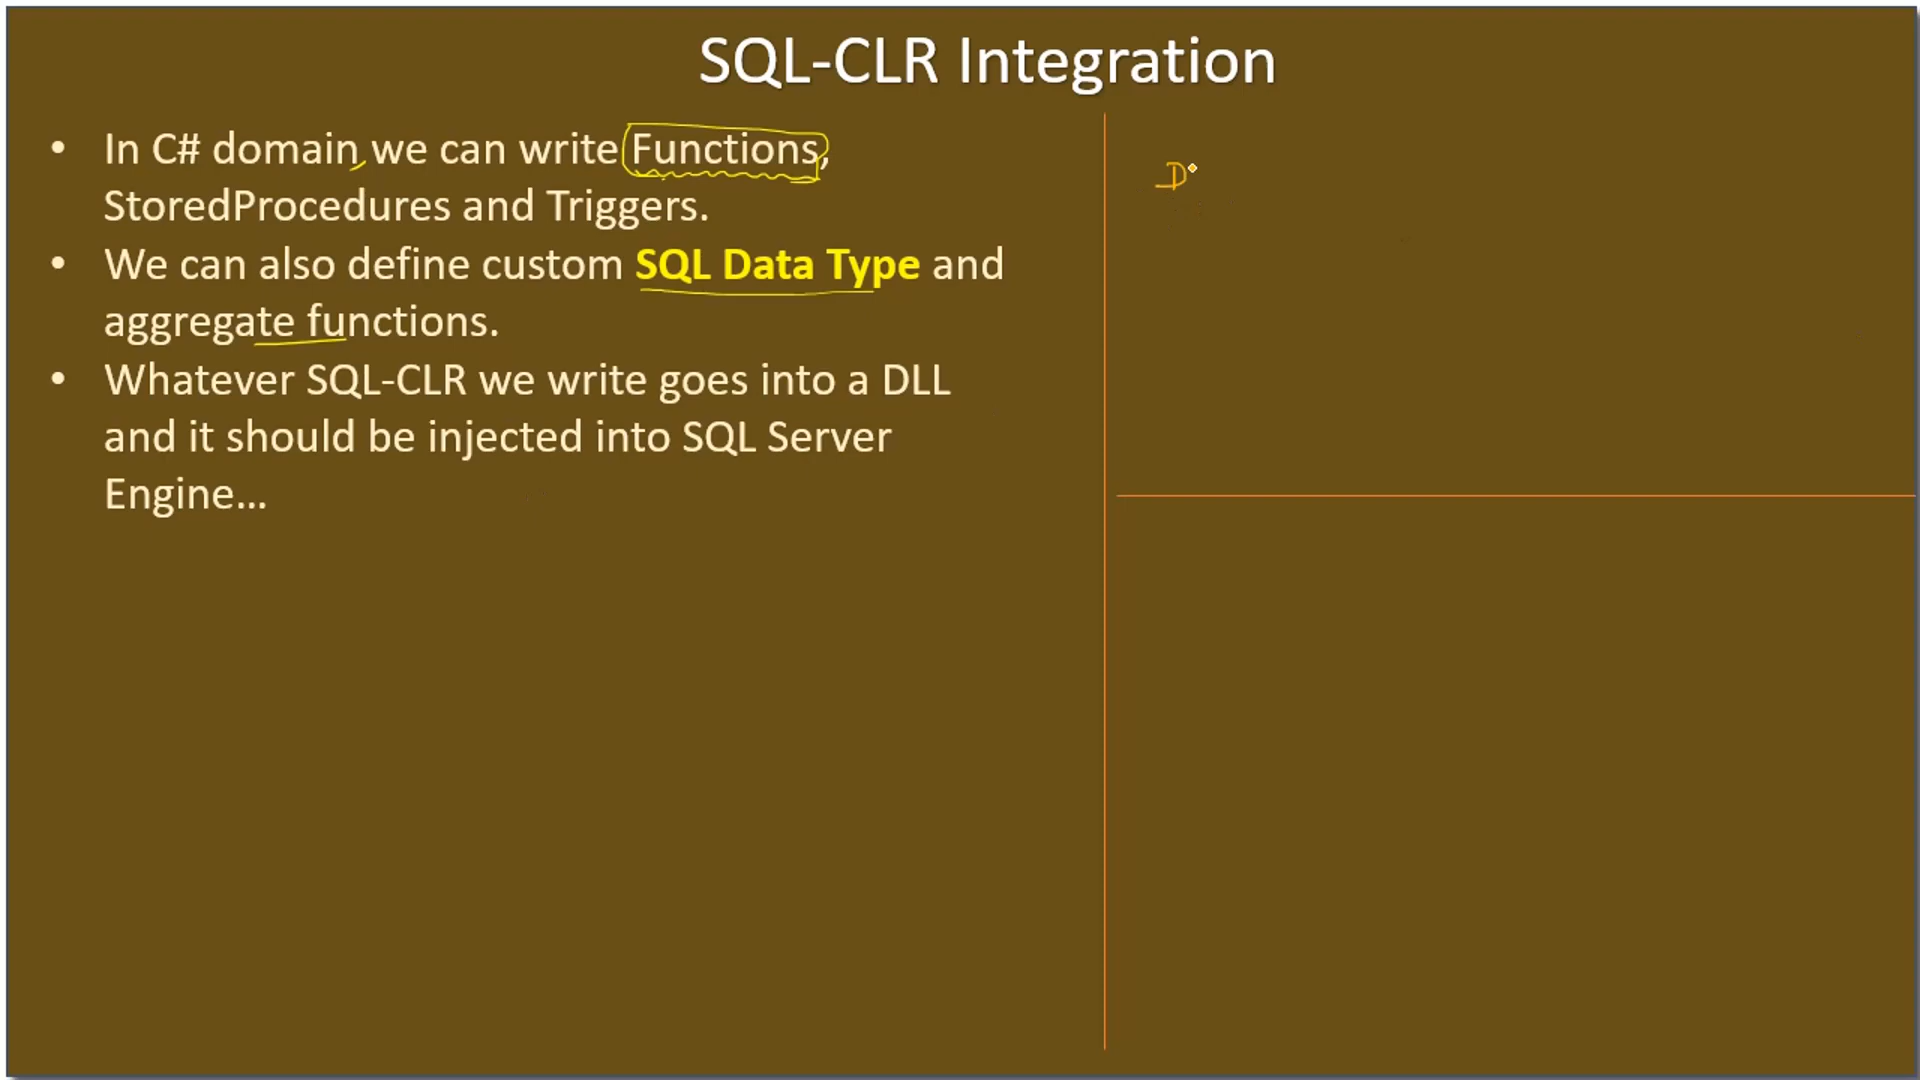 SQL-CLR Integration
• In C# domain, we can write Functions,
StoredProcedures and Triggers.
• We can also define custom SQL Data Type and
aggregate functions.
• Whatever SQL-CLR we write goes into a DLL
and it should be injected into SQL Server
Engine...
D